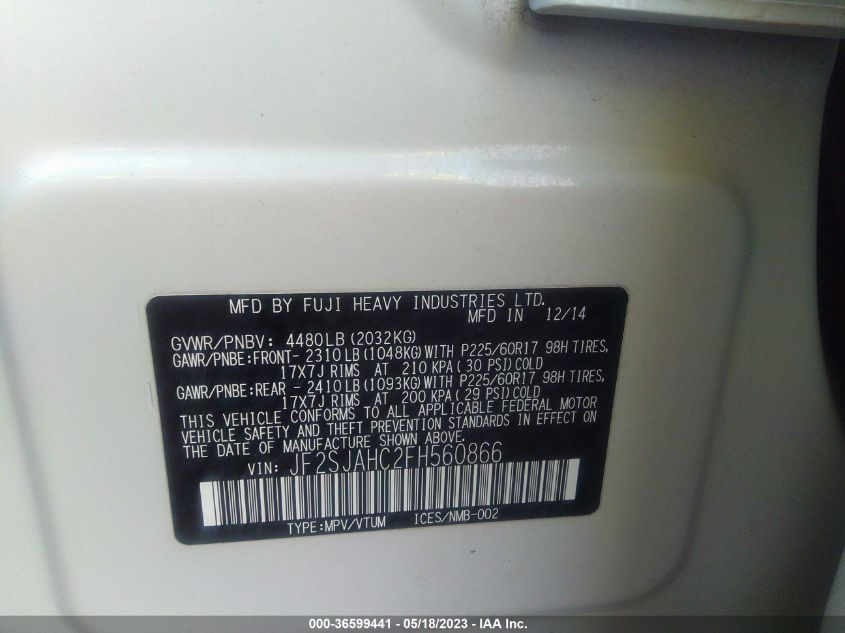 MFD BY FUJI HEAVY INDUSTRIES LTD.
MFD IN 12/14
GVWR/PNBV: 4480LB(2032KG)
GAWR/PNBE:FRONT- 2310LB(1048KG)WITH P225/60R17 98H TIRES,
17X7J RIMS AT 210 KPA(30 PSI)COLD
GAWR/PNBE:REAR - 2410LB(1093KG)WITH P225/60R17 98H TIRES,
17X7J RIMS AT 200 KPA(29 PSI)COLD
THIS VEHICLE CONFORMS TO ALL APPLICABLE FEDERAL MOTOR
VEHICLE SAFETY AND THEFT PREVENTION STANDARDS IN EFFECT ON
THE DATE OF MANUFACTURE SHOWN ABOVE.
VIN: JF2SJAHC2FH560866
TYPE:MPV/VTUM ICES/NMB-002
000-36599441 - 05/18/2023 - IAA Inc.